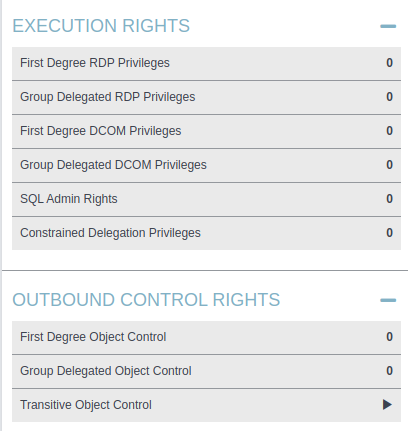 EXECUTION RIGHTS
First Degree RDP Privileges 0
Group Delegated RDP Privileges 0
First Degree DCOM Privileges 0
Group Delegated DCOM Privileges 0
SQL Admin Rights 0
Constrained Delegation Privileges 0
OUTBOUND CONTROL RIGHTS
First Degree Object Control 0
Group Delegated Object Control 0
Transitive Object Control